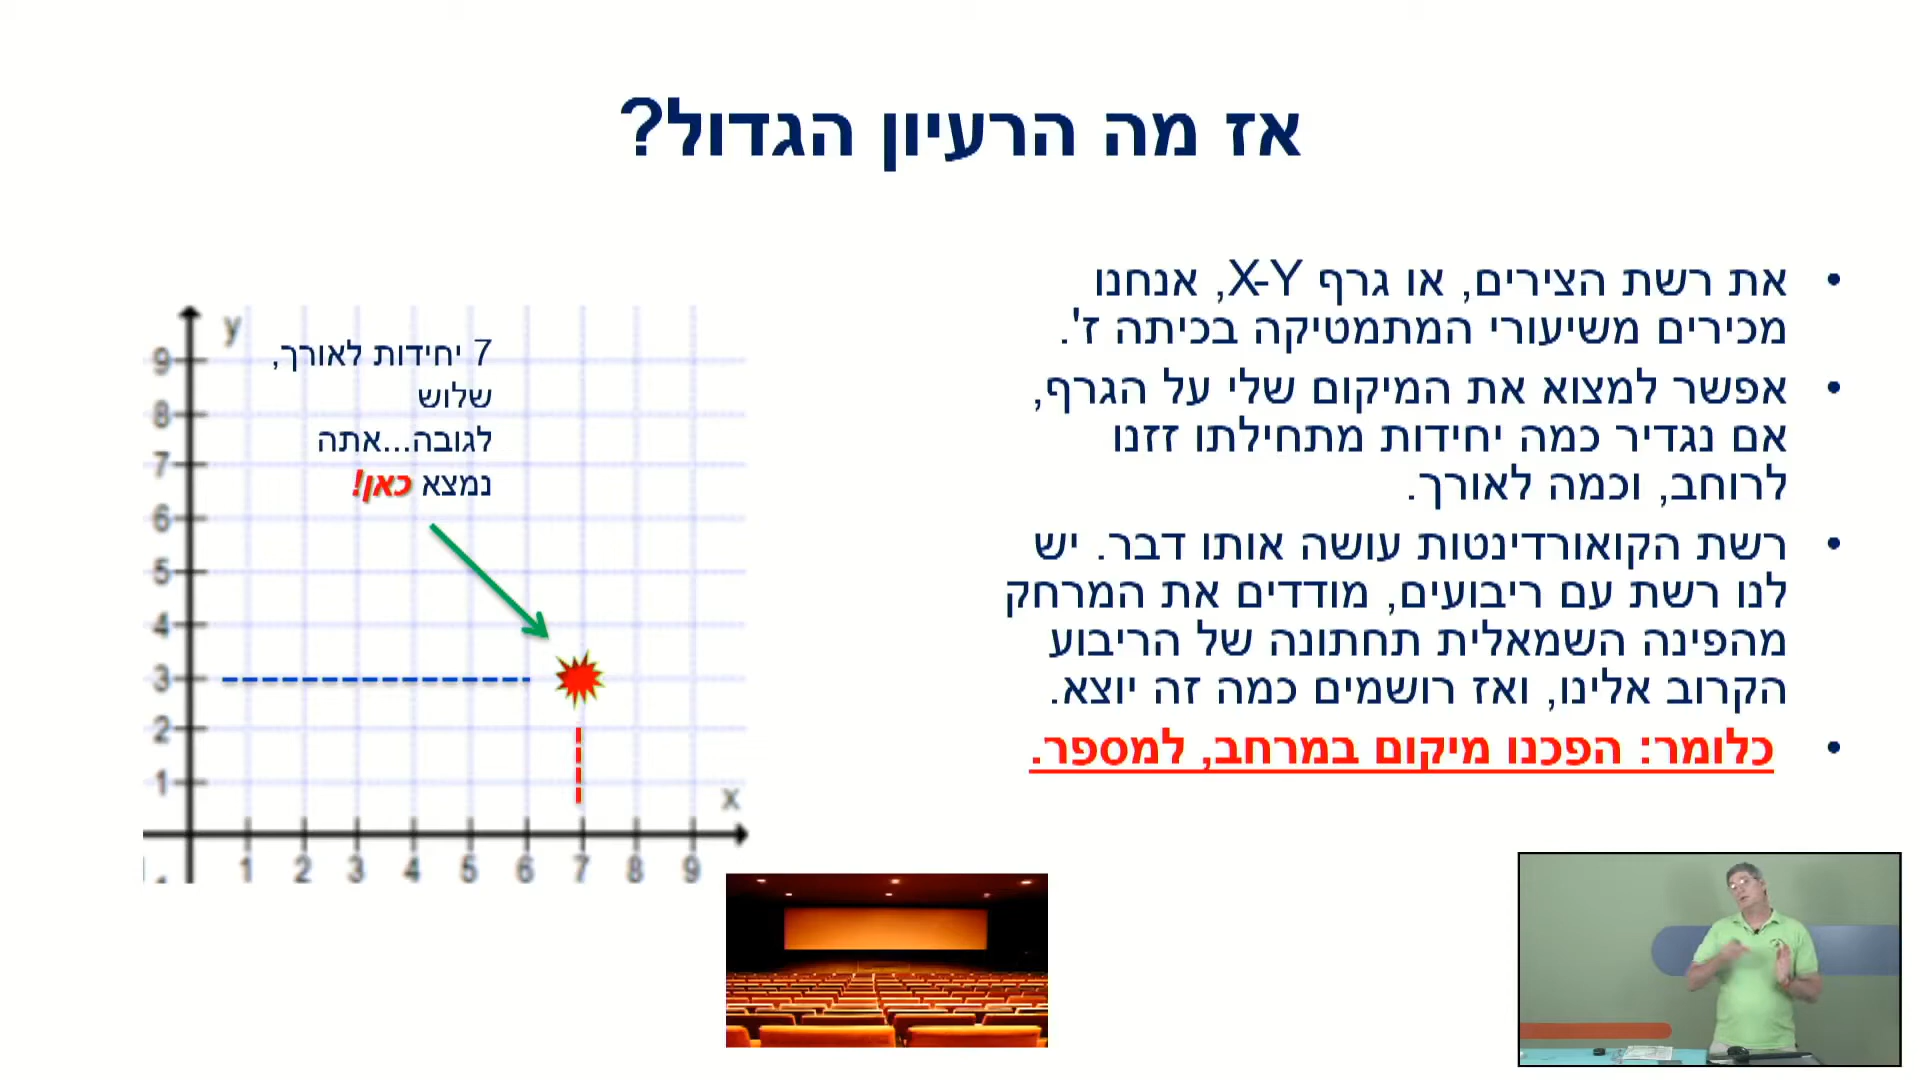 אז מה הרעיון הגדול?
את רשת הצירים, או גרף X-Y, אנחנו
מכירים משיעורי המתמטיקה בכיתה ז'.
אפשר למצוא את המיקום שלי על הגרף,
אם נגדיר כמה יחידות מתחילתו זזנו
לרוחב, וכמה לאורך.
רשת הקואורדינטות עושה אותו דבר. יש
לנו רשת עם ריבועים, מודדים את המרחק
מהפינה השמאלית תחתונה של הריבוע
הקרוב אלינו, ואז רושמים כמה זה יוצא.
כלומר: הפכנו מיקום במרחב, למספר.
y
7 יחידות לאורך,
שלוש
לגובה...אתה
נמצא כאן!
9
8
7
6
5
4
3
2
1
x
1 2 3 4 5 6 7 8 9